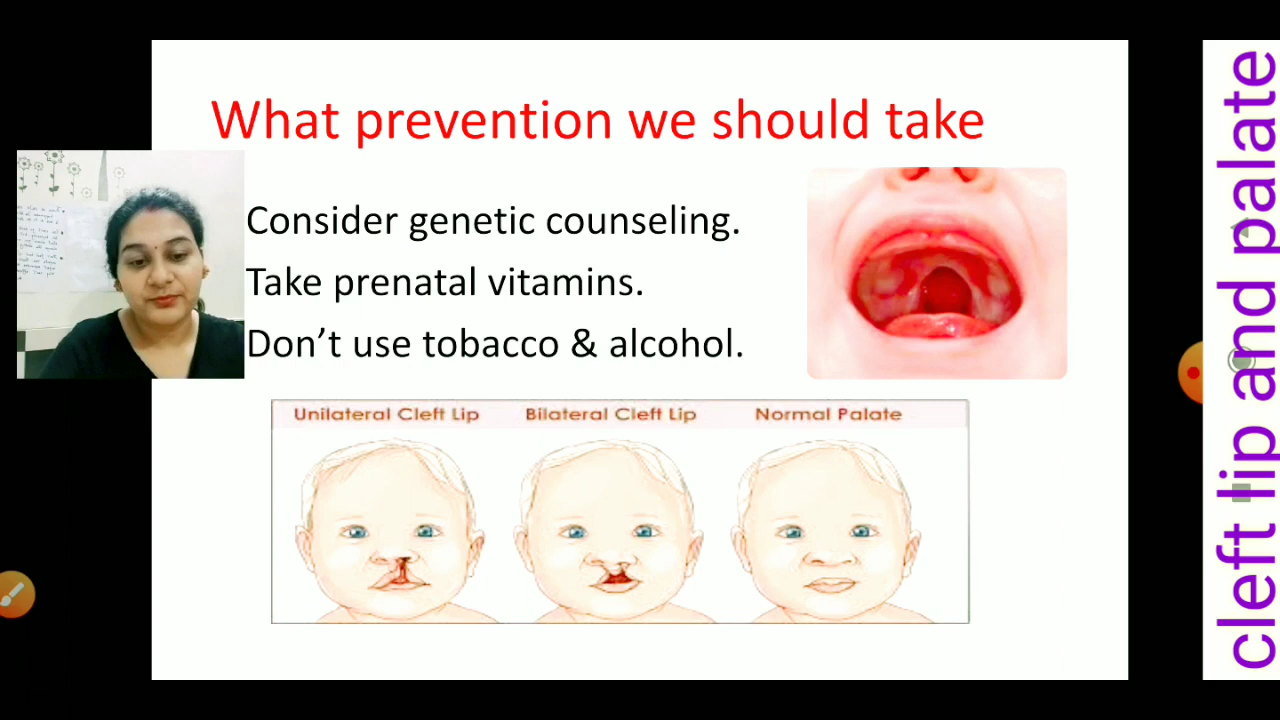 What prevention we should take
Consider genetic counseling.
Take prenatal vitamins.
Don’t use tobacco & alcohol.
Unilateral Cleft Lip
Bilateral Cleft Lip
Normal Palate
cleft lip and palate